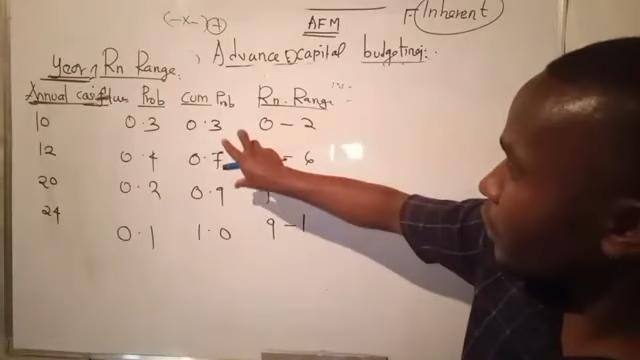 (-x-) +
AFM
F. Inherent
Year 1 Rn Range
, Advance capital budgeting:
Annual cashflows Prob Cum Prob Rn. Range
10 0.3 0.3 0 - 2
12 0.4 0.7 - 6
20 0.2 0.9
24 0.1 1.0 9 - 1